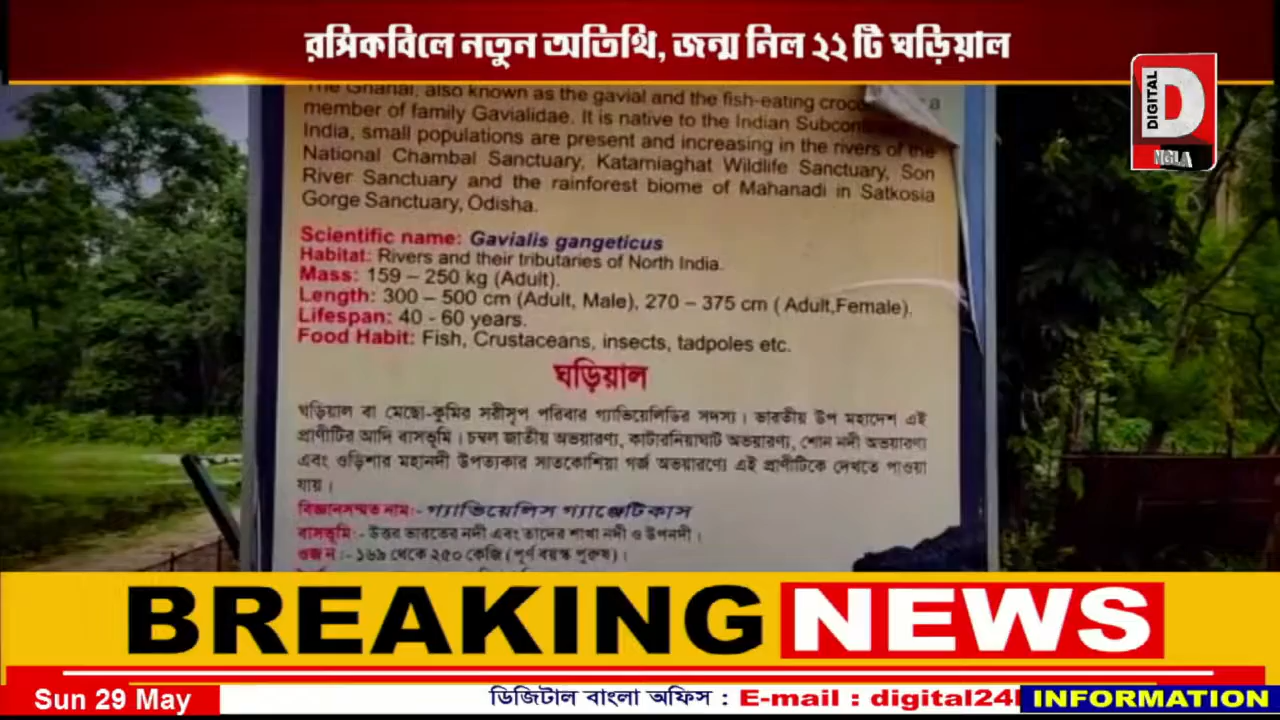 রসিকবিলে নতুন অতিথি, জন্ম নিল ২২ টি ঘড়িয়াল
DIGITAL
NGLA
The Gharial, also known as the gavial and the fish-eating a
member of family Gavialidae. It is native to the Indian
India, small populations are present and increasing in the rivers of the
National Chambal Sanctuary, Katarniaghat Wildlife Sanctuary, Son
River Sanctuary and the rainforest biome of Mahanadi in Satkosia
Gorge Sanctuary, Odisha.
Scientific name: Gavialis gangeticus
Habitat: Rivers and their tributaries of North India.
Mass: 159 – 250 kg (Adult).
Length: 300 – 500 cm (Adult, Male), 270 – 375 cm ( Adult,Female).
Lifespan: 40 - 60 years.
Food Habit: Fish, Crustaceans, insects, tadpoles etc.
ঘড়িয়াল
ঘড়িয়াল বা মেছো-কুমির সরীসৃপ পরিবার গ্যাভিয়েলিডির সদস্য। ভারতীয় উপ মহাদেশ এই
প্রাণীটির আদি বাসভূমি। চম্বল জাতীয় অভয়ারণ্য, কাটারনিয়াঘাট অভয়ারণ্য, শোন নদী অভয়ারণ্য
এবং ওড়িশার মহানদী উপত্যকার সাতকোশিয়া গর্জ অভয়ারণ্যে এই প্রাণীটিকে দেখতে পাওয়া
যায়।
বিজ্ঞানসম্মত নাম:- গ্যাভিয়েলিস গ্যাঞ্জেটিকাস
বাসভূমি:- উত্তর ভারতের নদী এবং তাদের শাখা নদী ও উপনদী।
ওজন:- ১৫৯ থেকে ২৫০ কেজি (পূর্ণ বয়স্ক পুরুষ)।
BREAKING NEWS
Sun 29 May
ডিজিটাল বাংলা অফিস : E-mail : digital24
INFORMATION